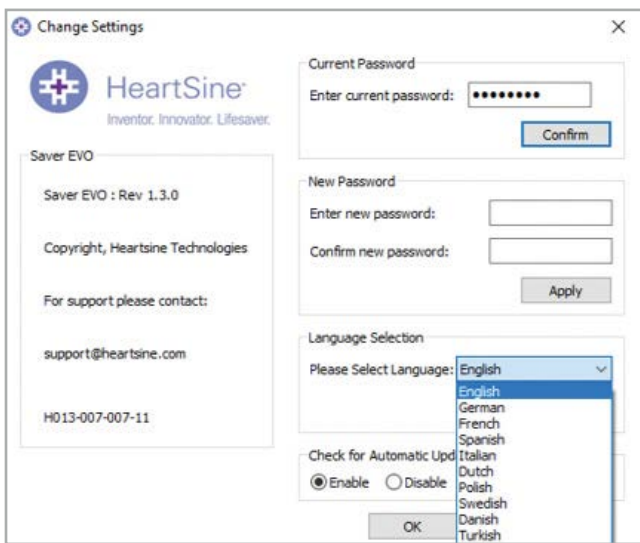 Change Settings
HeartSine
Inventor. Innovator. Lifesaver.
Saver EVO
Saver EVO : Rev 1.3.0
Copyright, Heartsine Technologies
For support please contact:
support@heartsine.com
H013-007-007-11
Current Password
Enter current password: ●●●●●●●●
Confirm
New Password
Enter new password:
Confirm new password:
Apply
Language Selection
Please Select Language: English
English
German
French
Spanish
Italian
Dutch
Polish
Swedish
Danish
Turkish
Check for Automatic Upd
Enable Disable
OK